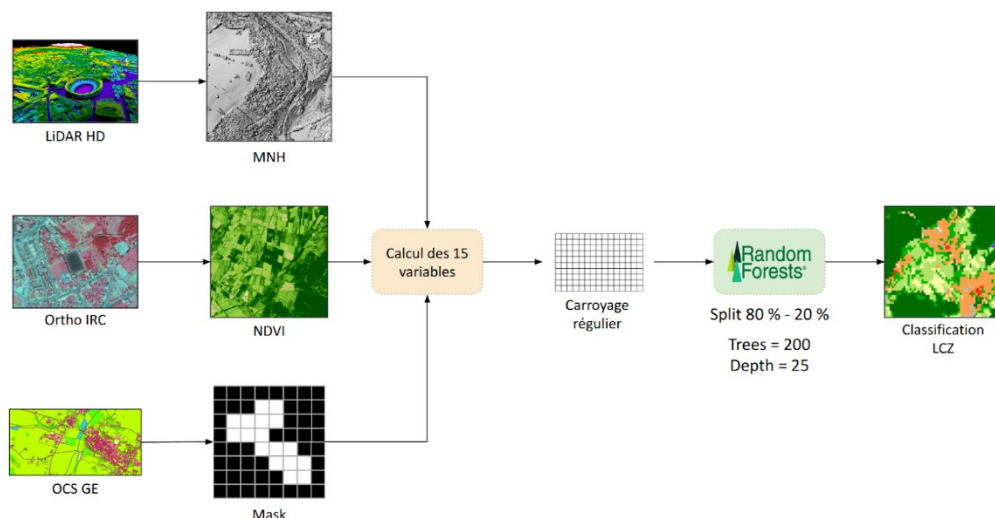 LiDAR HD
MNH
Ortho IRC
NDVI
OCS GE
Mask
Calcul des 15
variables
Carroyage
régulier
Random
Forests®
Split 80 % - 20 %
Trees = 200
Depth = 25
Classification
LCZ